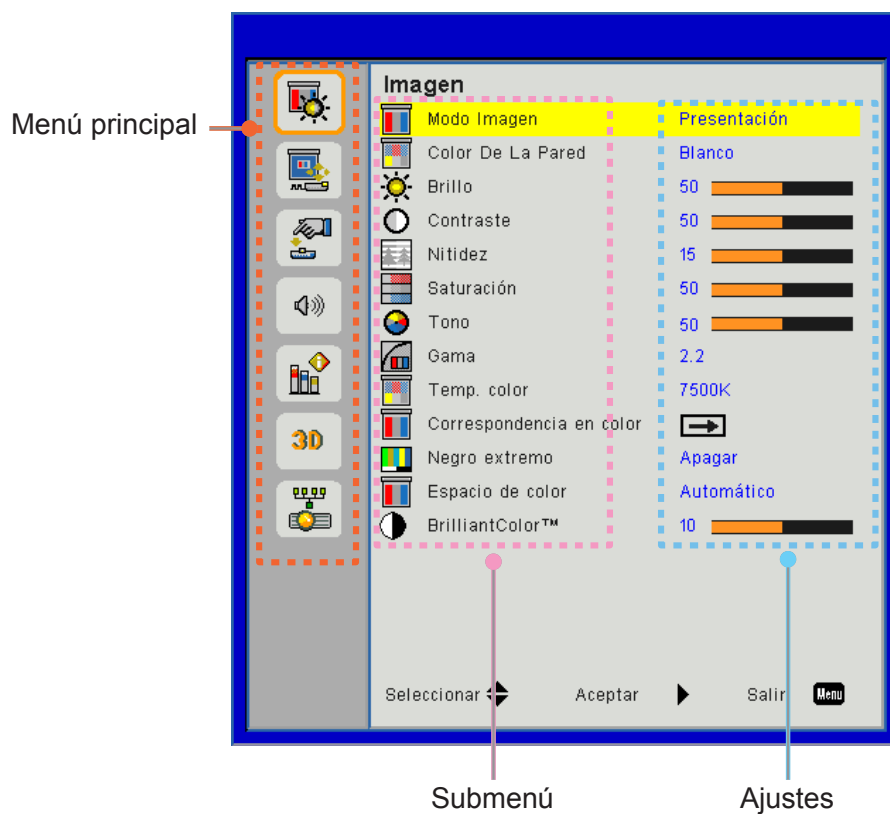 Menú principal
Imagen
Modo Imagen Presentación
Color De La Pared Blanco
Brillo 50
Contraste 50
Nitidez 15
Saturación 50
Tono 50
Gama 2.2
Temp. color 7500K
Correspondencia en color
Negro extremo Apagar
Espacio de color Automático
BrilliantColor™ 10
3D
Seleccionar Aceptar Salir Menu
Submenú Ajustes